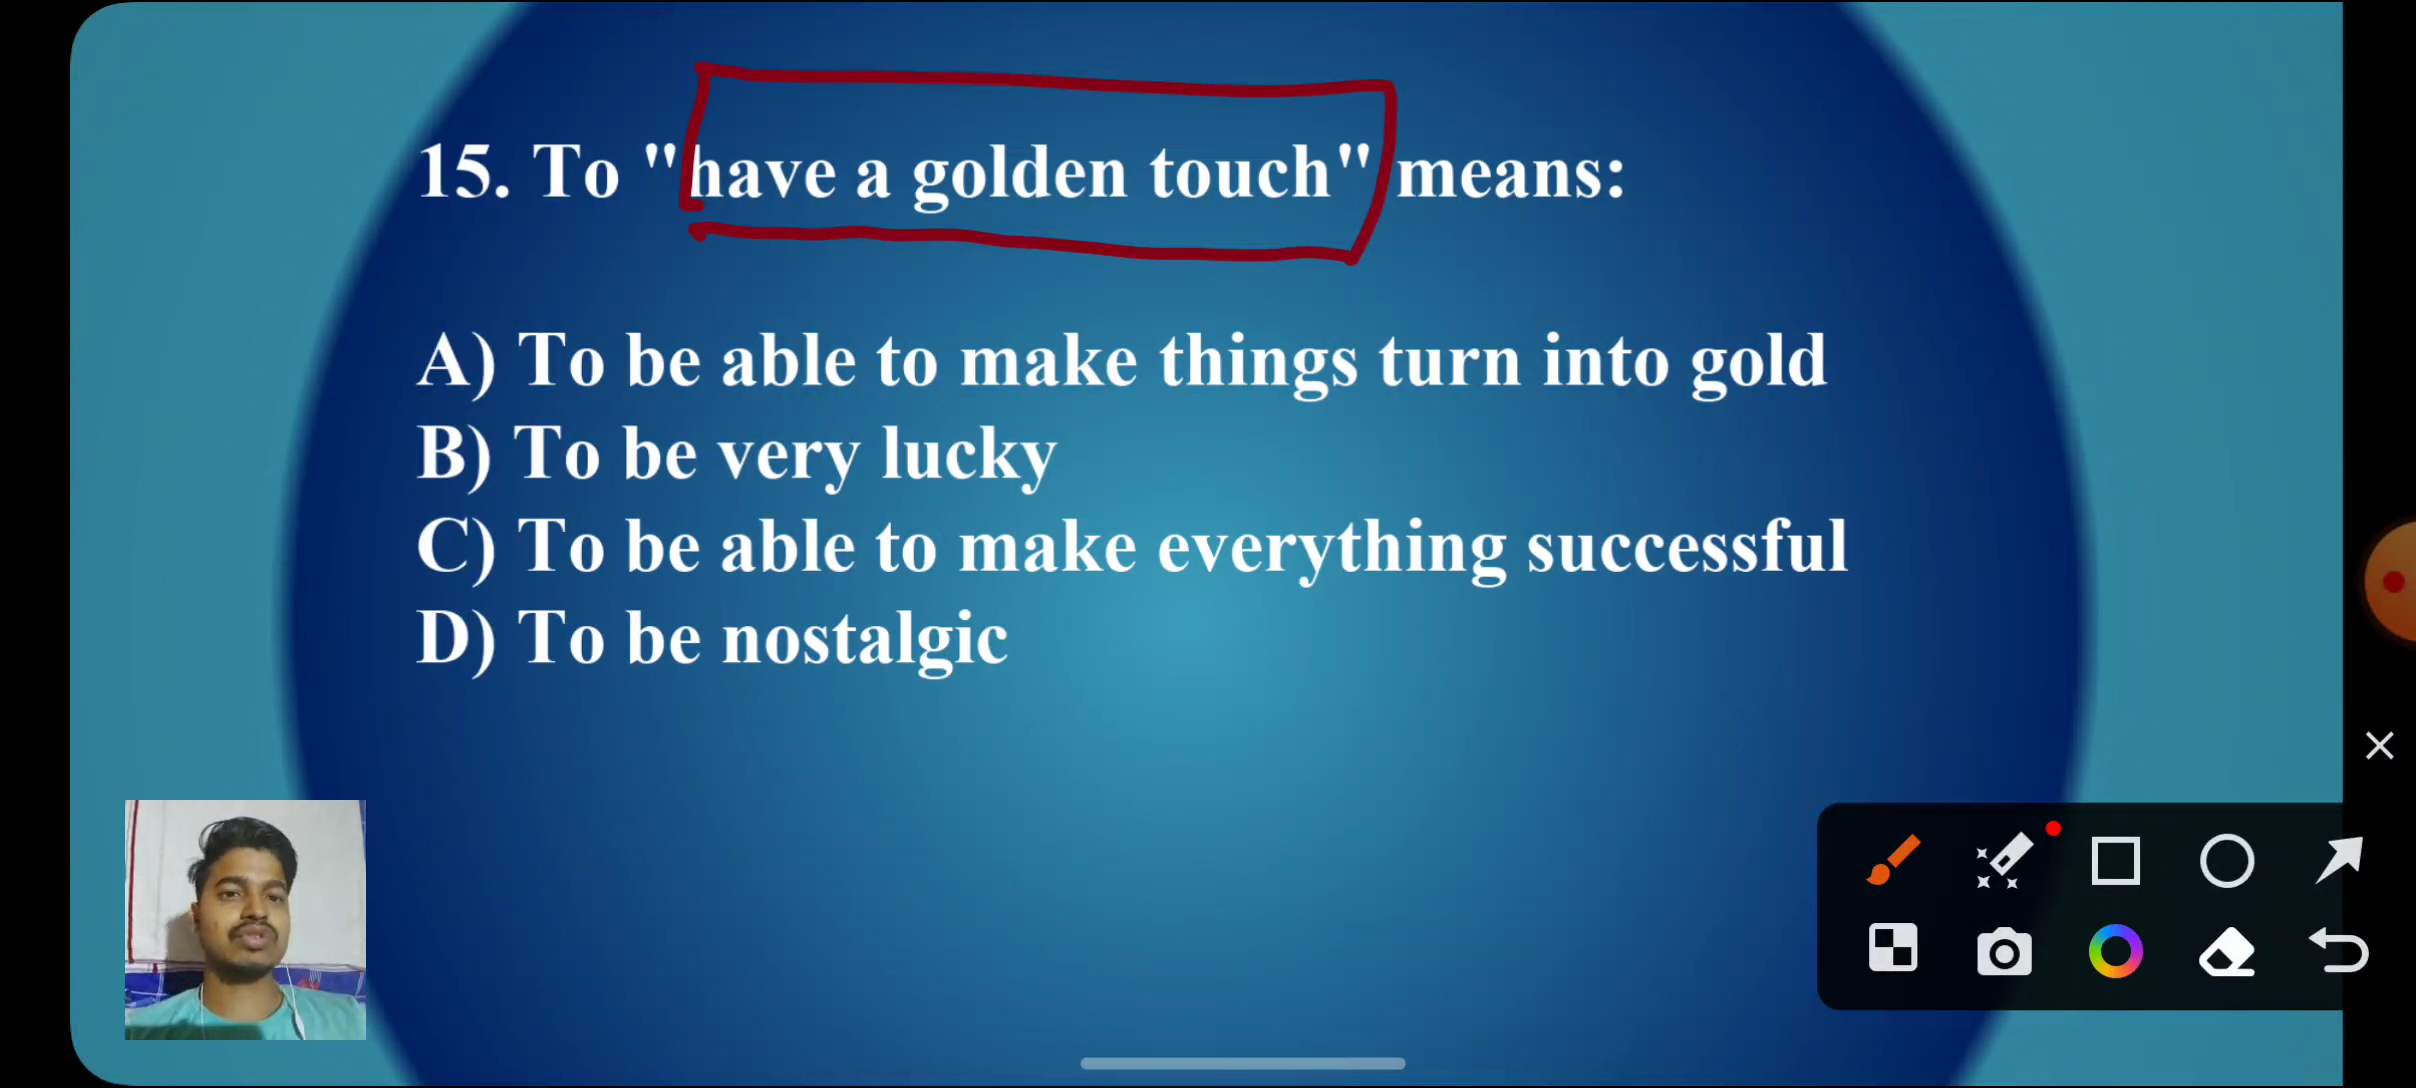 15. To "have a golden touch" means:
A) To be able to make things turn into gold
B) To be very lucky
C) To be able to make everything successful
D) To be nostalgic